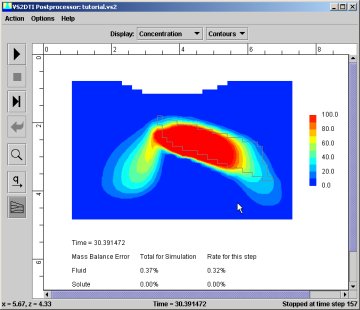 VS2DTI Postprocessor: tutorial.vs2
Action Options Help
Display: Concentration Contours
0 2 4 6 8
0
2
4
6
100.0
80.0
60.0
40.0
20.0
0.0
Time = 30.391472
Mass Balance Error Total for Simulation Rate for this step
Fluid 0.37% 0.32%
Solute 0.00% 0.00%
x = 5.67, z = 4.33 Time = 30.391472 Stopped at time step 157